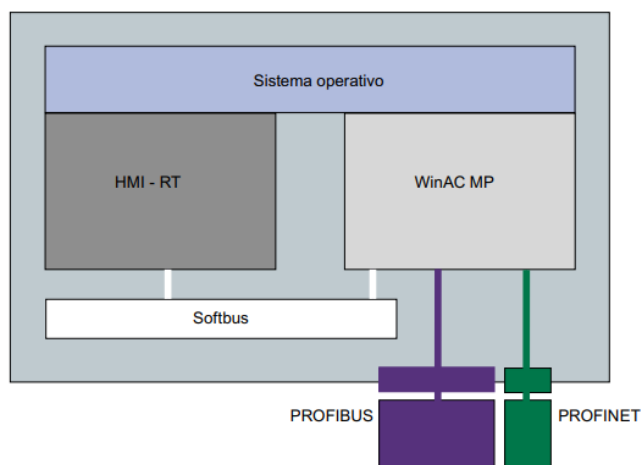 Sistema operativo
HMI - RT
WinAC MP
Softbus
PROFIBUS
PROFINET